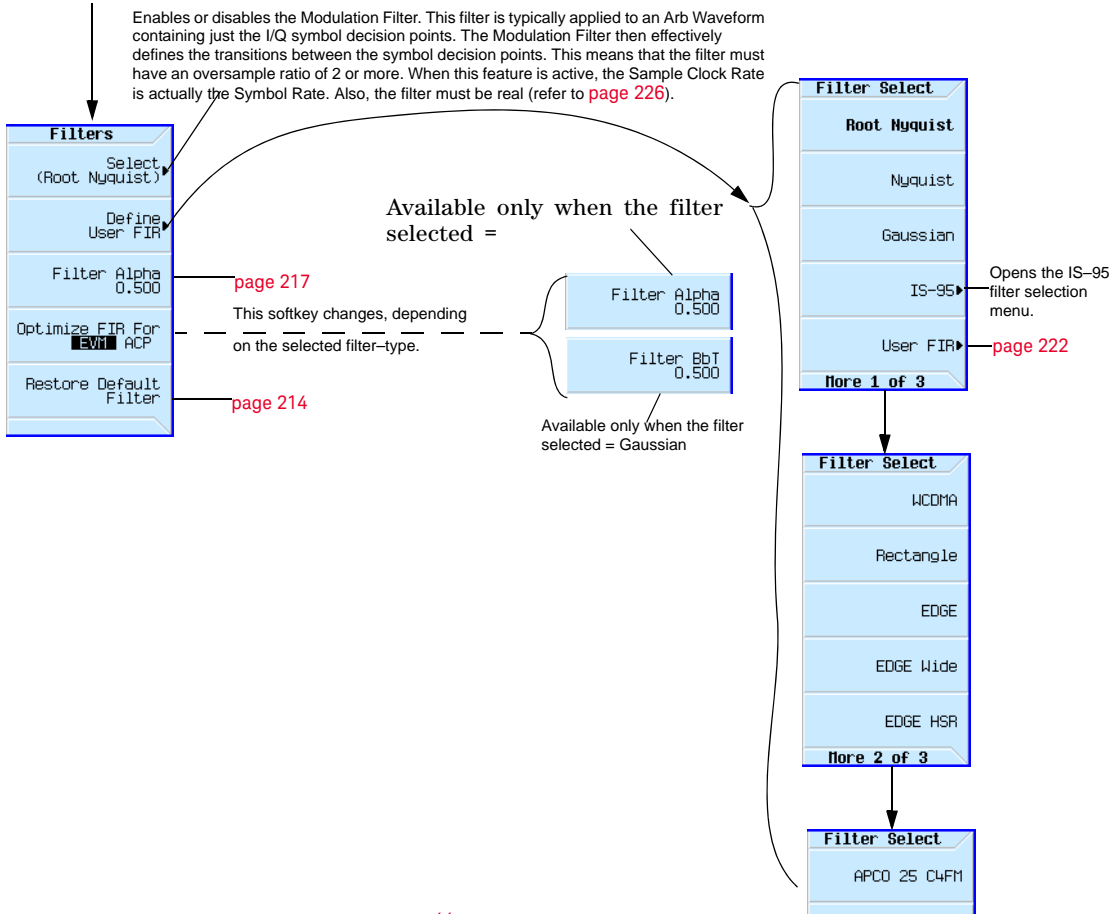 Enables or disables the Modulation Filter. This filter is typically applied to an Arb Waveform
containing just the I/Q symbol decision points. The Modulation Filter then effectively
defines the transitions between the symbol decision points. This means that the filter must
have an oversample ratio of 2 or more. When this feature is active, the Sample Clock Rate
is actually the Symbol Rate. Also, the filter must be real (refer to page 226).
Filters
Select
(Root Nyquist)
Define
User FIR
Filter Alpha
0.500
page 217
Optimize FIR For
EVM ACP
Restore Default
Filter
page 214
This softkey changes, depending
on the selected filter–type.
Available only when the filter
selected =
Filter Alpha
0.500
Filter BbT
0.500
Available only when the filter
selected = Gaussian
Filter Select
Root Nyquist
Nyquist
Gaussian
IS–95
Opens the IS–95
filter selection
menu.
User FIR
page 222
More 1 of 3
Filter Select
WCDMA
Rectangle
EDGE
EDGE Wide
EDGE HSR
More 2 of 3
Filter Select
APCO 25 C4FM